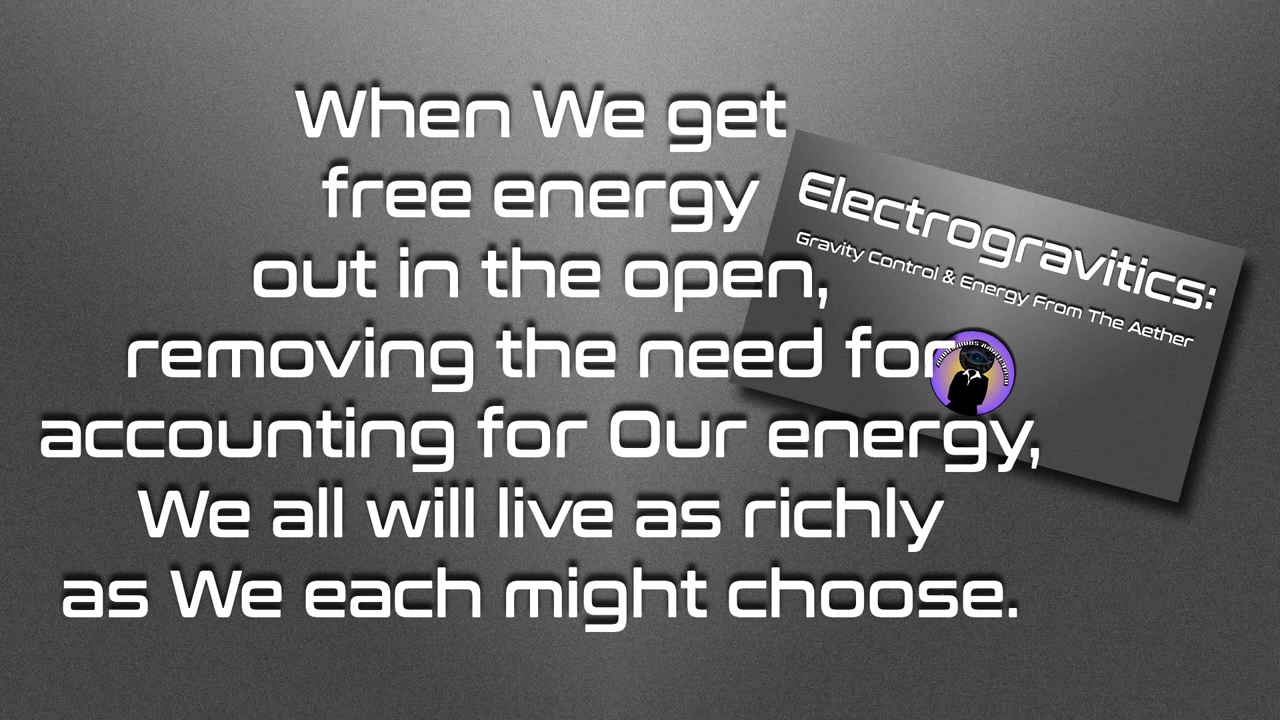 When We get
free energy
out in the open,
removing the need for
accounting for Our energy,
We all will live as richly
as We each might choose.
Electrogravitics:
Gravity Control & Energy From The Aether